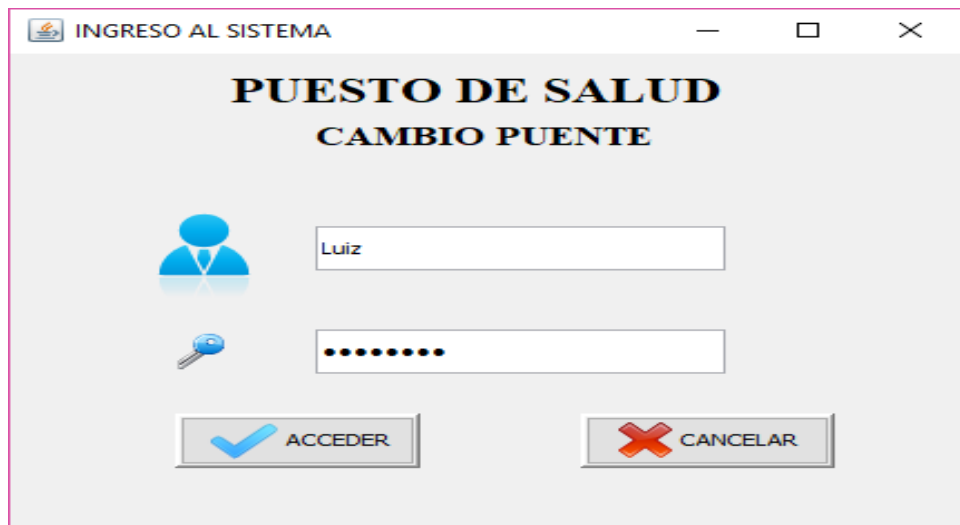 INGRESO AL SISTEMA
PUESTO DE SALUD
CAMBIO PUENTE
Luiz
••••••••
ACCEDER
CANCELAR